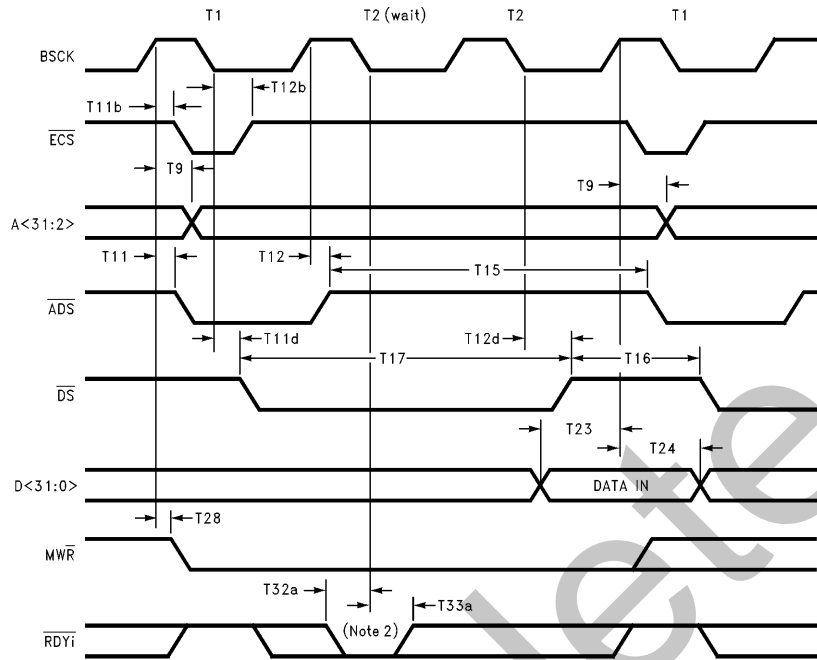 T1 T2 (wait) T2 T1
BSCK
T12b
T11b
ECS
T9
T9
A<31:2>
T11 T12
T15
ADS
T11d T12d
T17 T16
DS
T23
T24
D<31:0> DATA IN
T28
MWR
T32a T33a
(Note 2)
RDYi
lete